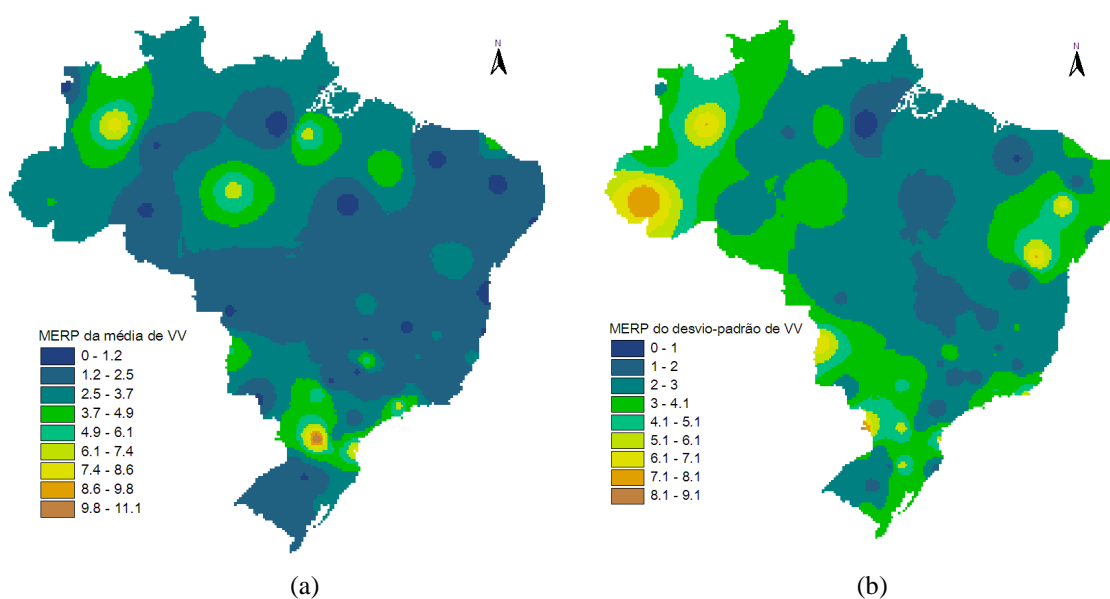 N
MERP da média de VV
0 - 1.2
1.2 - 2.5
2.5 - 3.7
3.7 - 4.9
4.9 - 6.1
6.1 - 7.4
7.4 - 8.6
8.6 - 9.8
9.8 - 11.1
(a)
N
MERP do desvio-padrão de VV
0 - 1
1 - 2
2 - 3
3 - 4.1
4.1 - 5.1
5.1 - 6.1
6.1 - 7.1
7.1 - 8.1
8.1 - 9.1
(b)